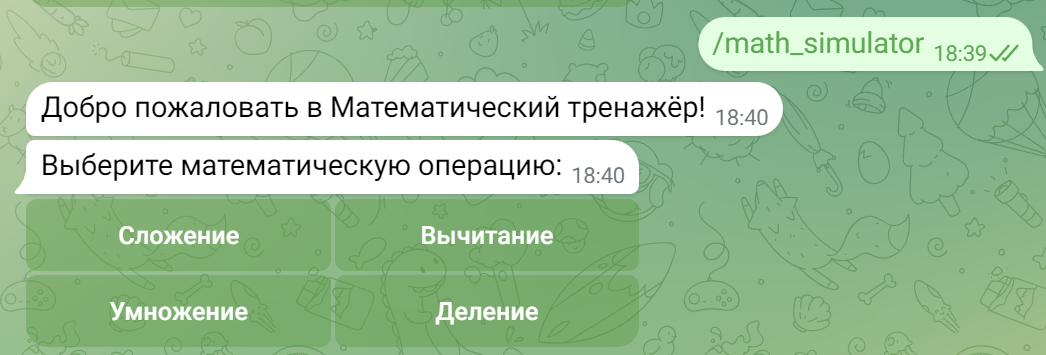 /math_simulator 18:39
Добро пожаловать в Математический тренажёр! 18:40
Выберите математическую операцию: 18:40
Сложение Вычитание
Умножение Деление